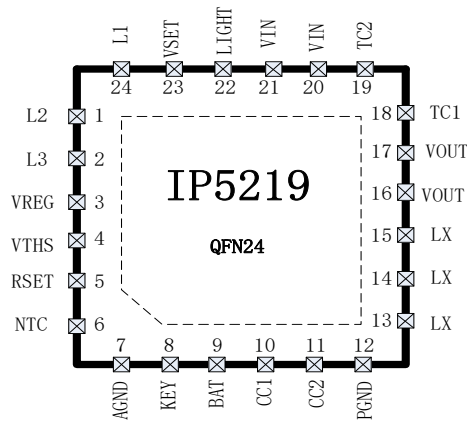 L1 VSET LIGHT VIN VIN TC2
24 23 22 21 20 19
L2 1
L3 2
VREG 3
VTHS 4
RSET 5
NTC 6
IP5219
QFN24
18 TC1
17 VOUT
16 VOUT
15 LX
14 LX
13 LX
7 8 9 10 11 12
AGND KEY BAT CC1 CC2 PGND